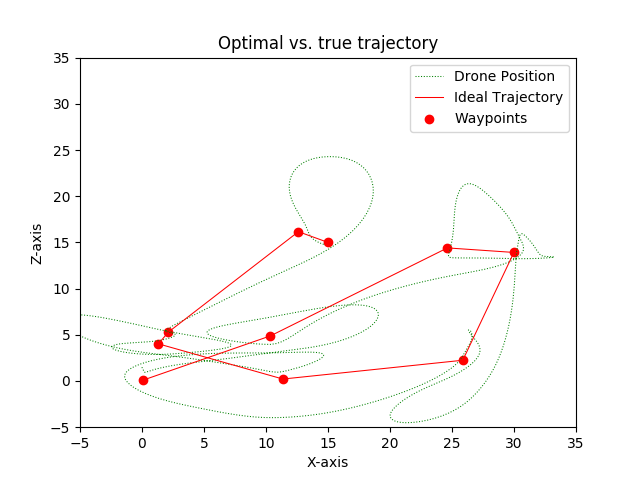 Optimal vs. true trajectory
Drone Position
Ideal Trajectory
Waypoints
35
30
25
20
15
10
5
0
−5
Z-axis
−5 0 5 10 15 20 25 30 35
X-axis